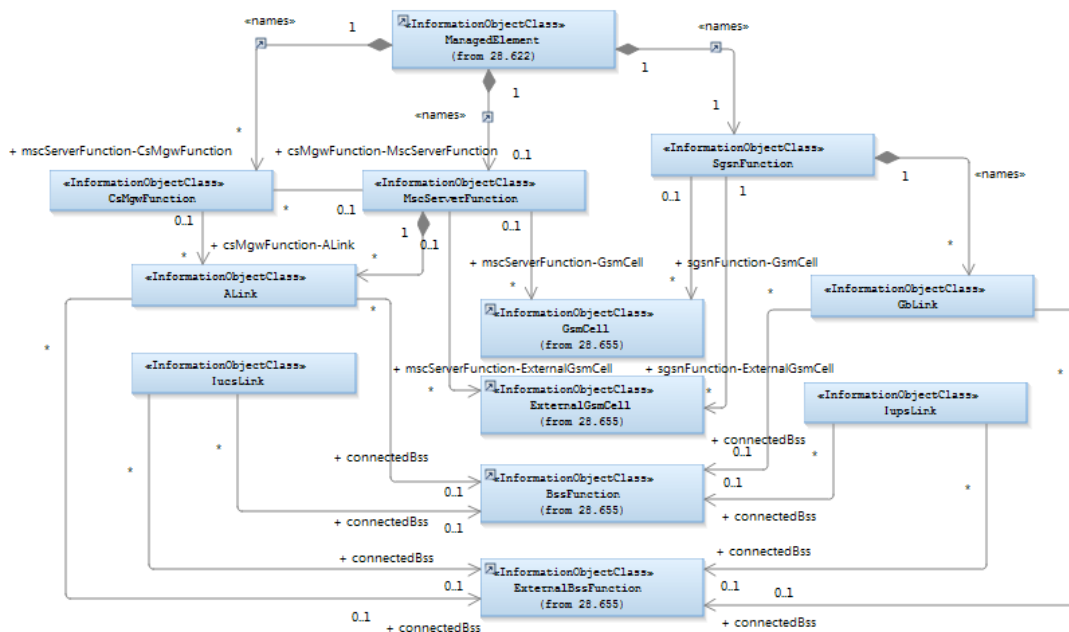 «names»
1
«InformationObjectClass»
ManagedElement
(from 28.622)
«names»
1
1
«names»
1
*
0..1
+ mscServerFunction-CsMgwFunction
+ csMgwFunction-MscServerFunction
«InformationObjectClass»
SgsnFunction
1
«names»
«InformationObjectClass»
CsMgwFunction
«InformationObjectClass»
MscServerFunction
0..1
1
*
0..1
0..1
1
0..1
0..1
+ csMgwFunction-ALink
*
*
*
+ mscServerFunction-GsmCell
+ sgsnFunction-GsmCell
«InformationObjectClass»
ALink
*
*
*
«InformationObjectClass»
GbLink
*
*
«InformationObjectClass»
GsmCell
(from 28.655)
*
«InformationObjectClass»
IucsLink
+ mscServerFunction-ExternalGsmCell
+ sgsnFunction-ExternalGsmCell
*
*
*
«InformationObjectClass»
ExternalGsmCell
(from 28.655)
«InformationObjectClass»
IupsLink
+ connectedBss
*
0..1
*
+ connectedBss
*
«InformationObjectClass»
BssFunction
(from 28.655)
0..1
0..1
*
+ connectedBss
0..1
+ connectedBss
+ connectedBss
+ connectedBss
«InformationObjectClass»
ExternalBssFunction
(from 28.655)
0..1
0..1
0..1
0..1
+ connectedBss
+ connectedBss